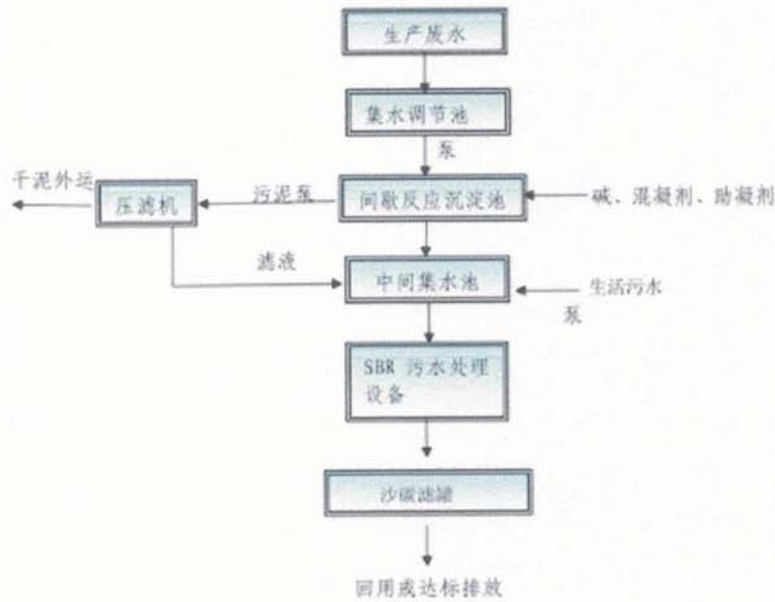 生产废水
集水调节池
泵
干泥外运
压滤机
污泥泵
间歇反应沉淀池
碱、混凝剂、助凝剂
滤液
中间集水池
生活污水
泵
SBR 污水处理
设备
沙碳滤罐
回用或达标排放